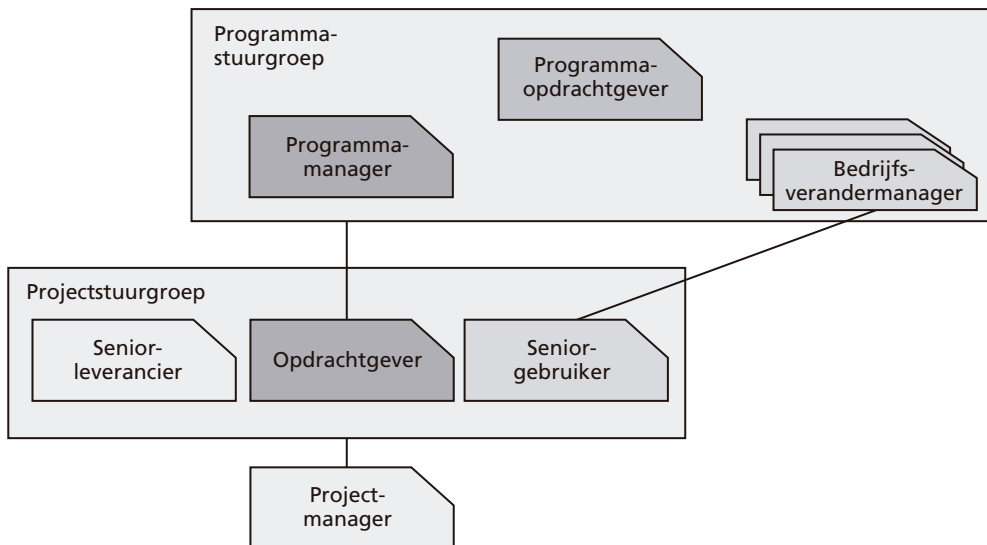 Programma-
stuurgroep
Programma-
opdrachtgever
Programma-
manager
Bedrijfs-
verandermanager
Projectstuurgroep
Senior-
leverancier
Opdrachtgever
Senior-
gebruiker
Project-
manager